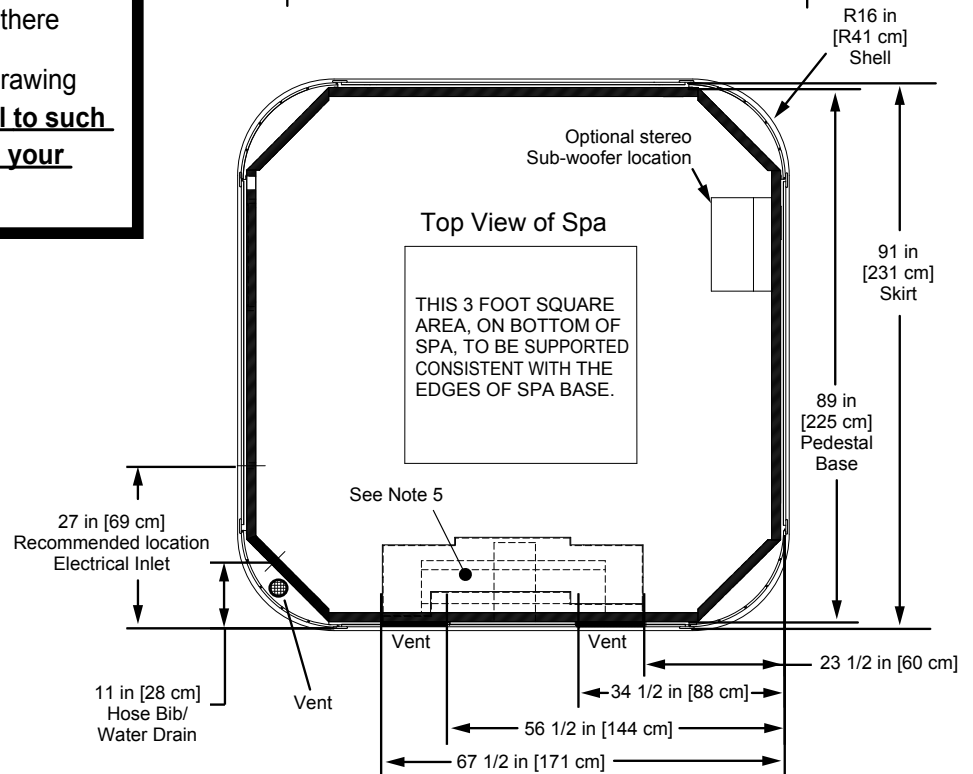 there
rawing
l to such
your
R16 in
[R41 cm]
Shell
Optional stereo
Sub-woofer location
Top View of Spa
91 in
[231 cm]
Skirt
THIS 3 FOOT SQUARE
AREA, ON BOTTOM OF
SPA, TO BE SUPPORTED
CONSISTENT WITH THE
EDGES OF SPA BASE.
89 in
[225 cm]
Pedestal
Base
See Note 5
27 in [69 cm]
Recommended location
Electrical Inlet
Vent
Vent
23 1/2 in [60 cm]
11 in [28 cm]
Hose Bib/
Water Drain
Vent
34 1/2 in [88 cm]
56 1/2 in [144 cm]
67 1/2 in [171 cm]